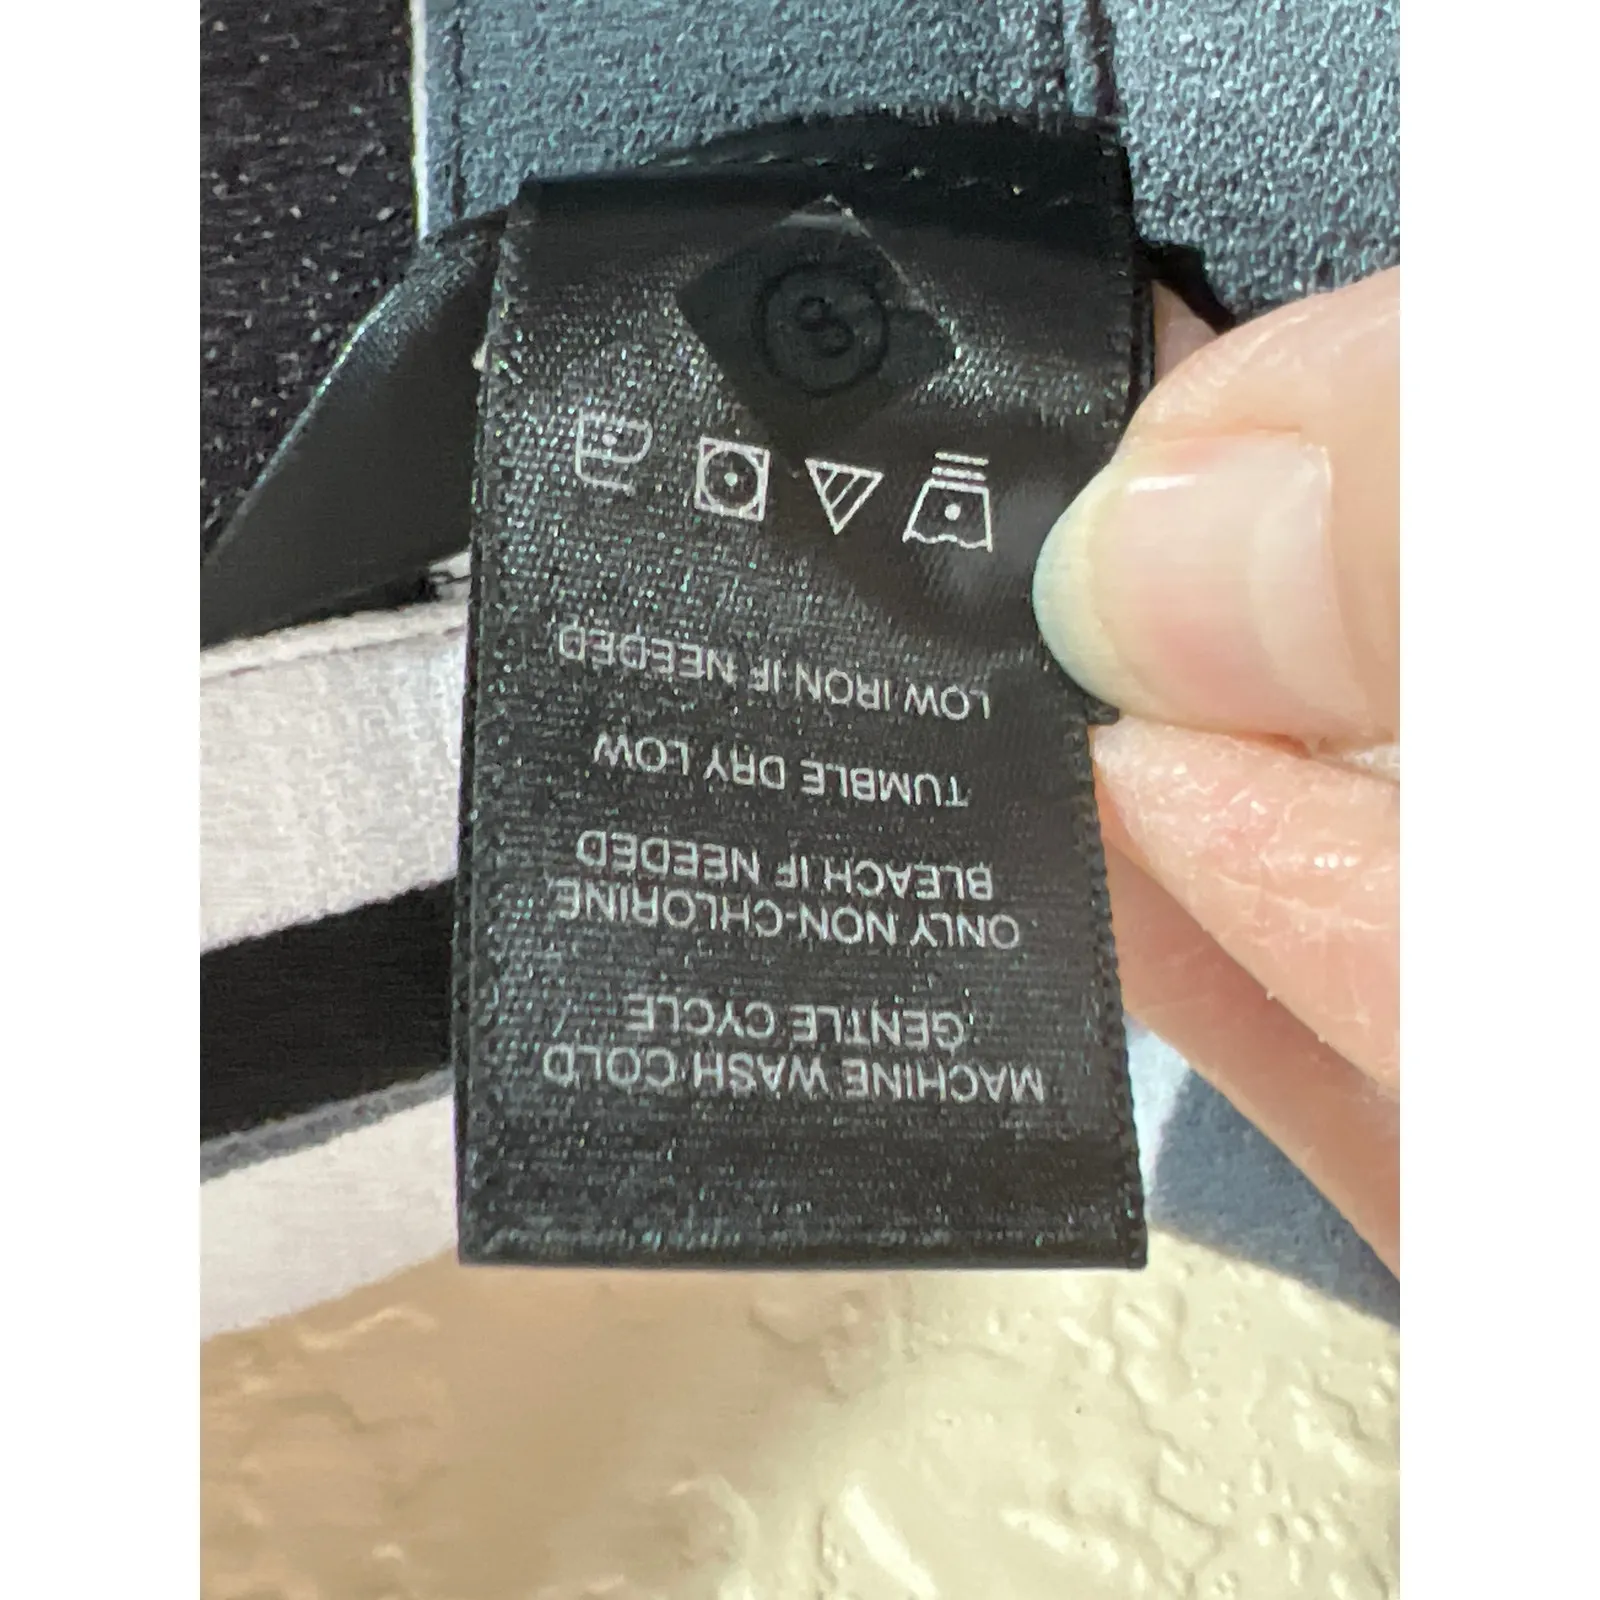 MACHINE WASH COLD
GENTLE CYCLE
ONLY NON-CHLORINE
BLEACH IF NEEDED
TUMBLE DRY LOW
LOW IRON IF NEEDED
S